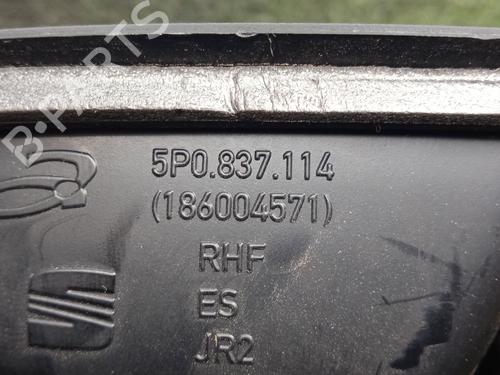 B-PARTS
5P0.837.114
(186004571)
RHF
ES
JR2